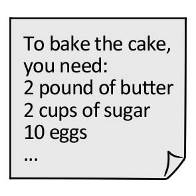 To bake the cake,
you need:
2 pound of butter
2 cups of sugar
10 eggs
...